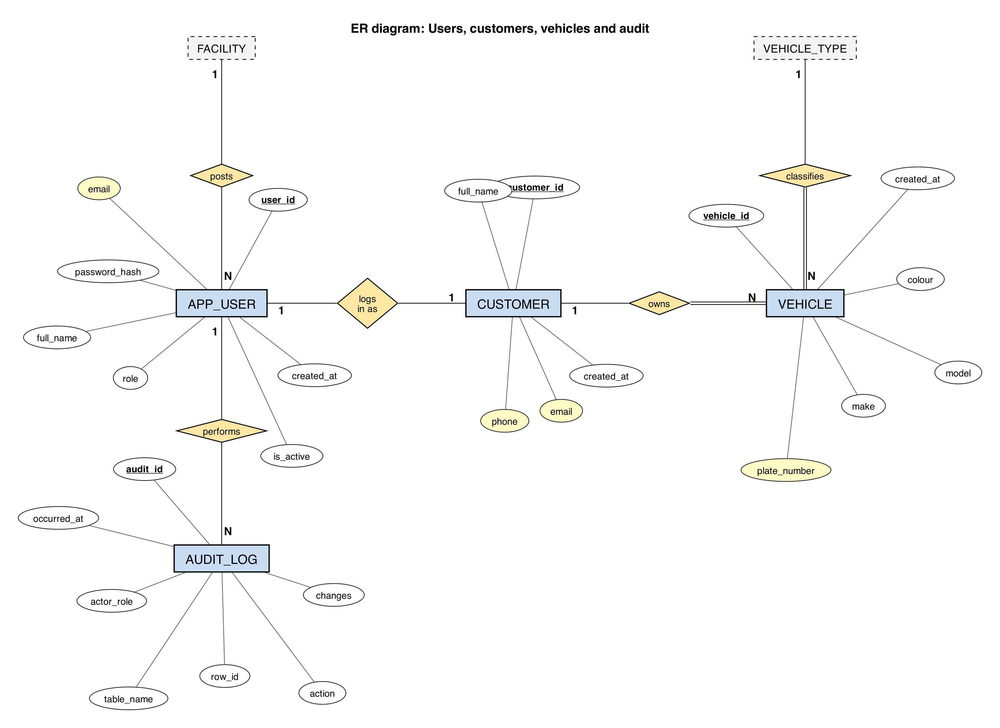 ER diagram: Users, customers, vehicles and audit
FACILITY
VEHICLE_TYPE
1
1
posts
classifies
email
user_id
full_name
customer_id
created_at
vehicle_id
password_hash
N
N
colour
APP_USER
1
logs
in as
1
CUSTOMER
1
owns
N
VEHICLE
full_name
1
role
created_at
created_at
model
phone
email
make
performs
is_active
plate_number
audit_id
occurred_at
N
AUDIT_LOG
actor_role
changes
row_id
table_name
action